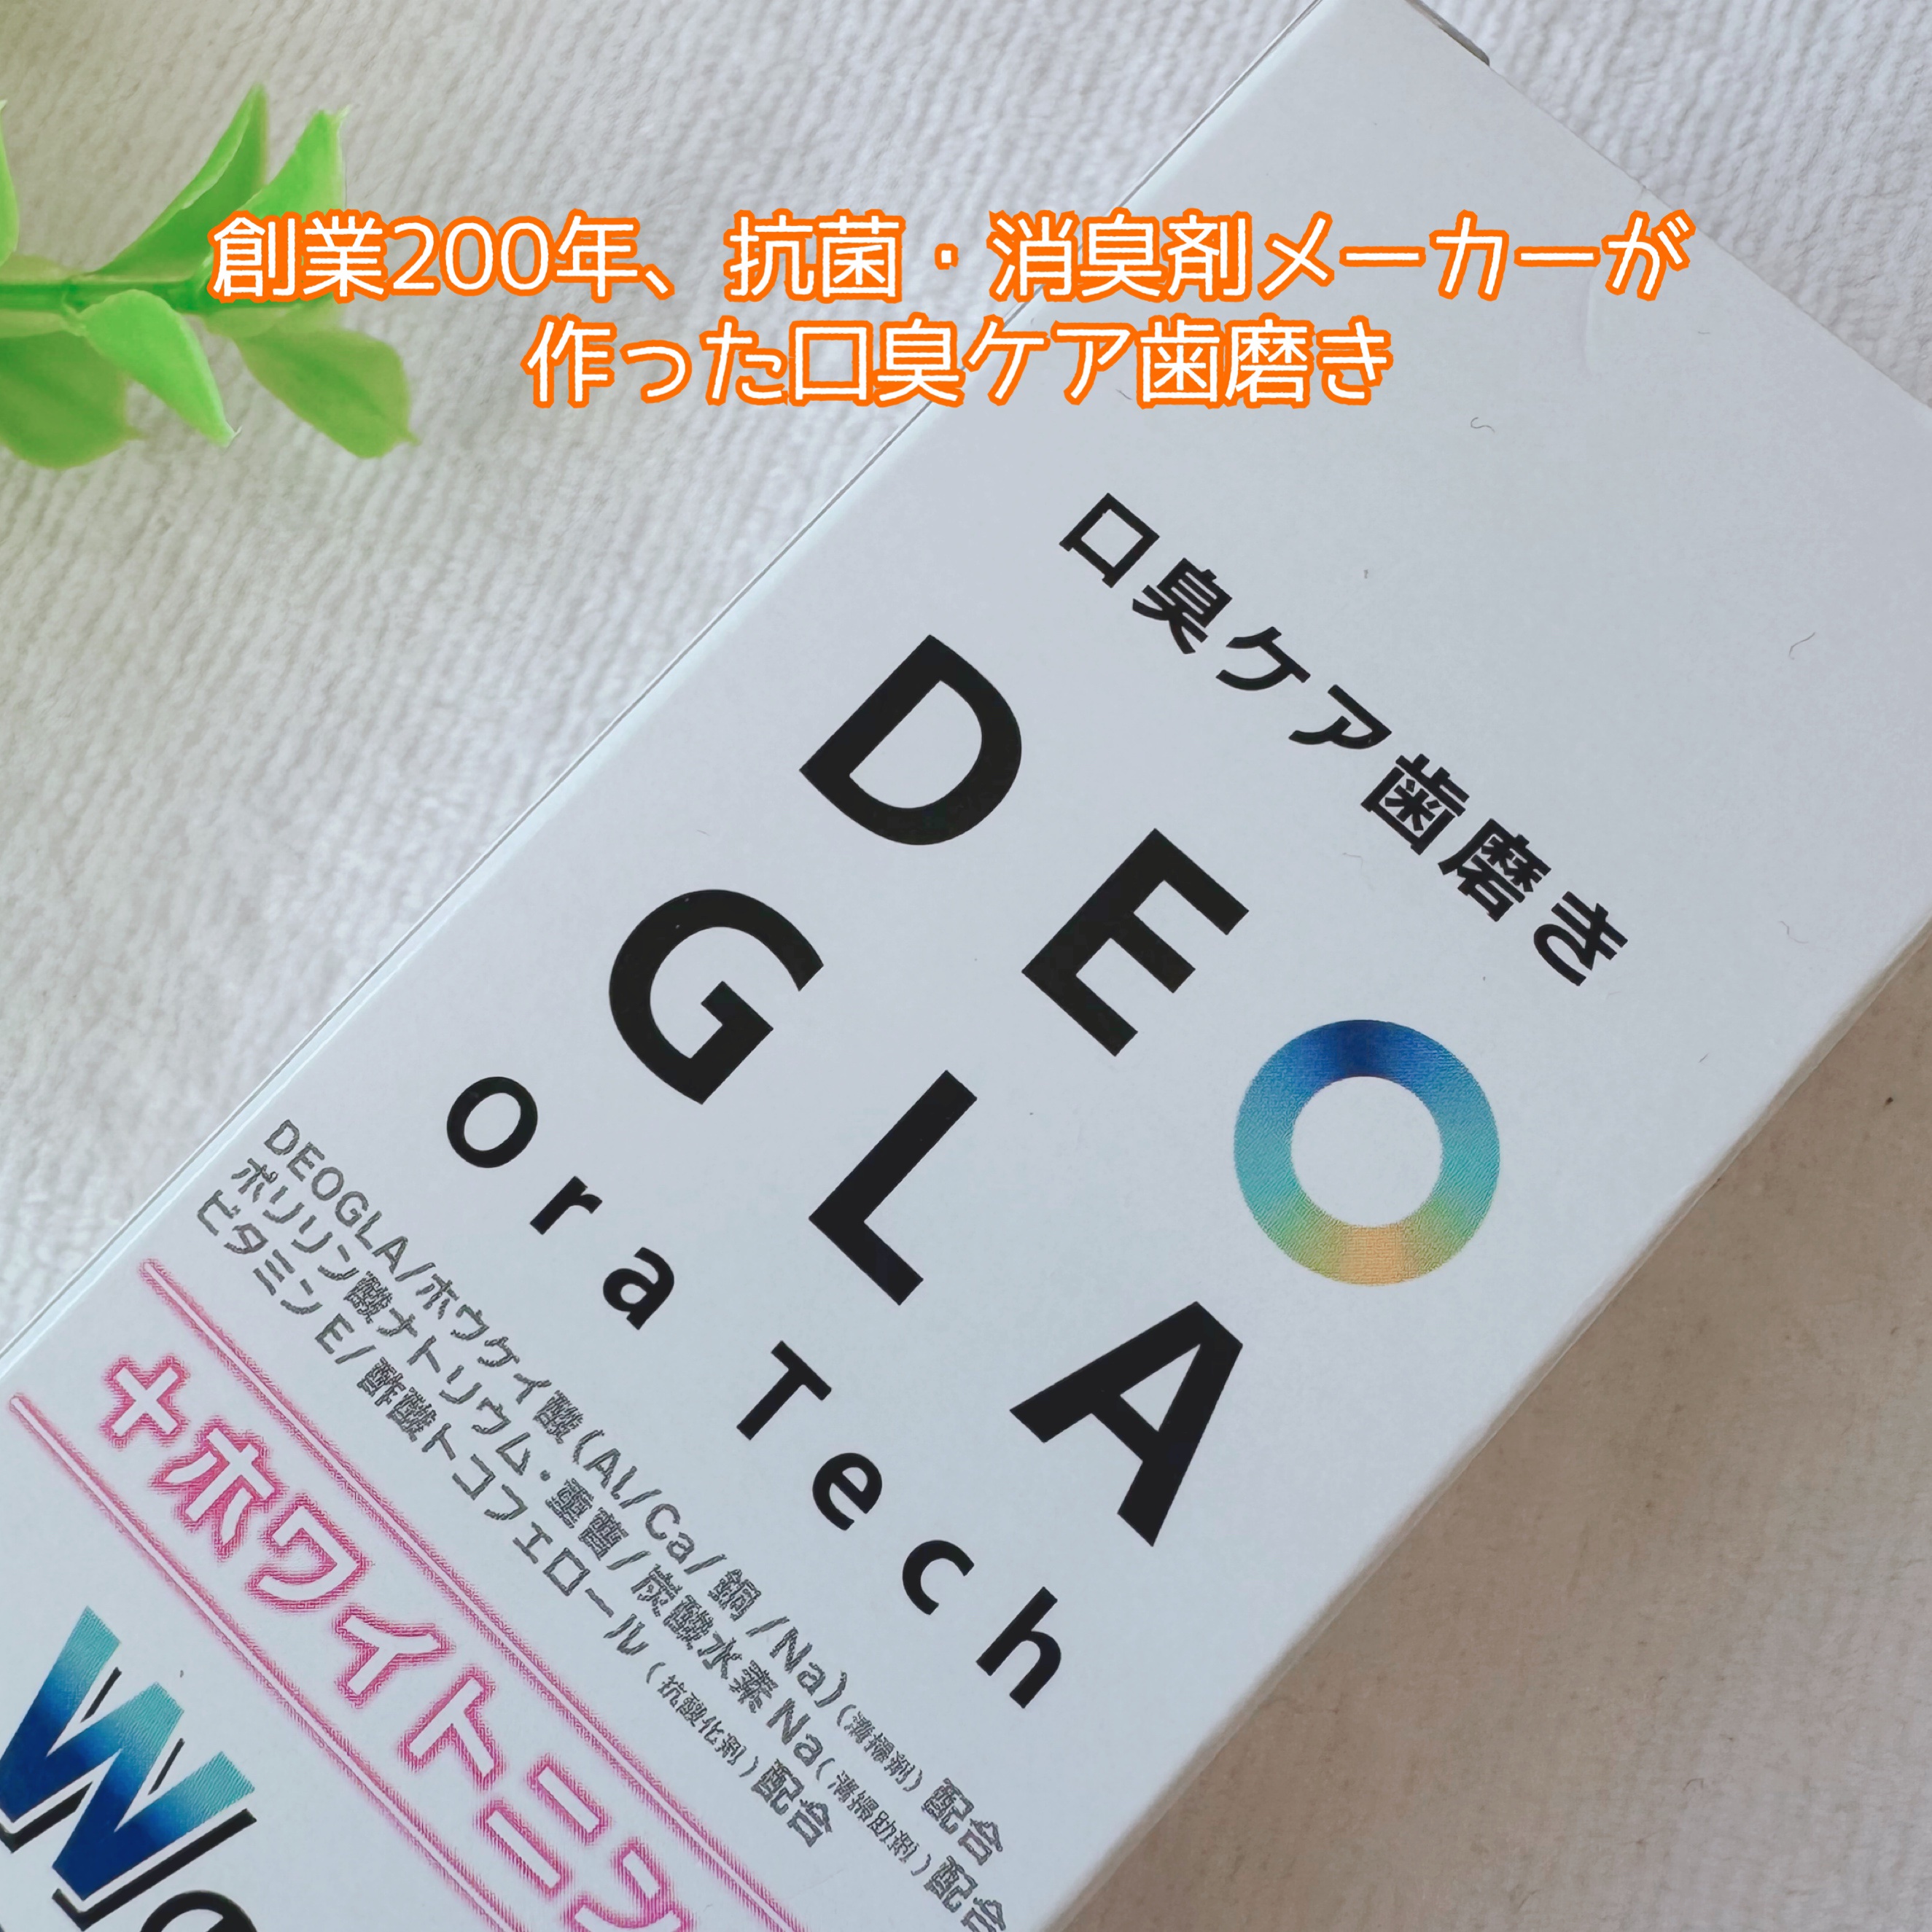 創業200年、抗菌・消臭剤メーカーが
作った口臭ケア歯磨き
口臭ケア歯磨き
DEO
GLA
Ora Tech
DEOGLA/ホウケイ酸(Al/Ca/銅/Na)(清掃剤)配合
ポリリン酸ナトリウム・重曹/炭酸水素Na(清掃助剤)配合
ビタミンE/酢酸トコフェロール(抗酸化剤)配合
+ホワイトニン
W